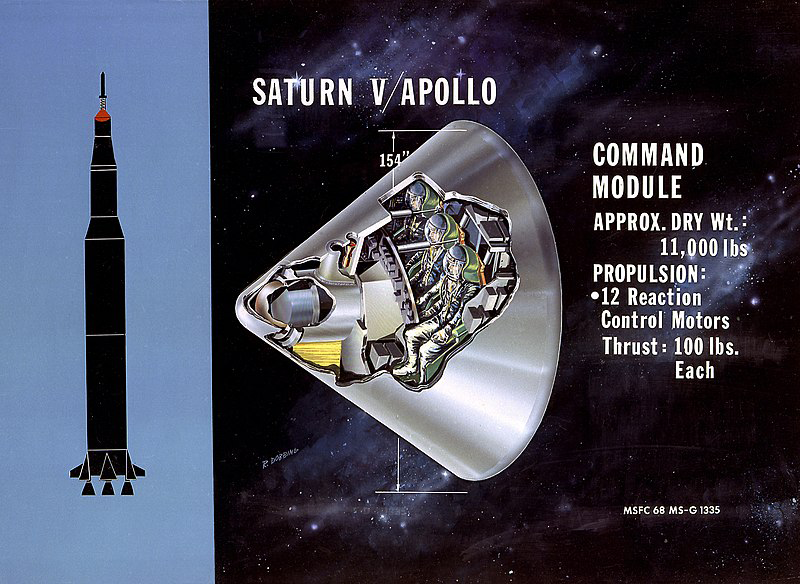 SATURN V/APOLLO
154"
COMMAND
MODULE
APPROX. DRY Wt.:
11,000 lbs
PROPULSION:
•12 Reaction
Control Motors
Thrust: 100 lbs.
Each
R. DOBBINS
MSFC 68 MS-G 1335